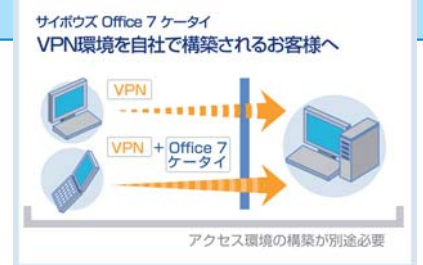 サイボウズ Office 7 ケータイ
VPN環境を自社で構築されるお客様へ
VPN
VPN + Office 7
ケータイ
アクセス環境の構築が別途必要